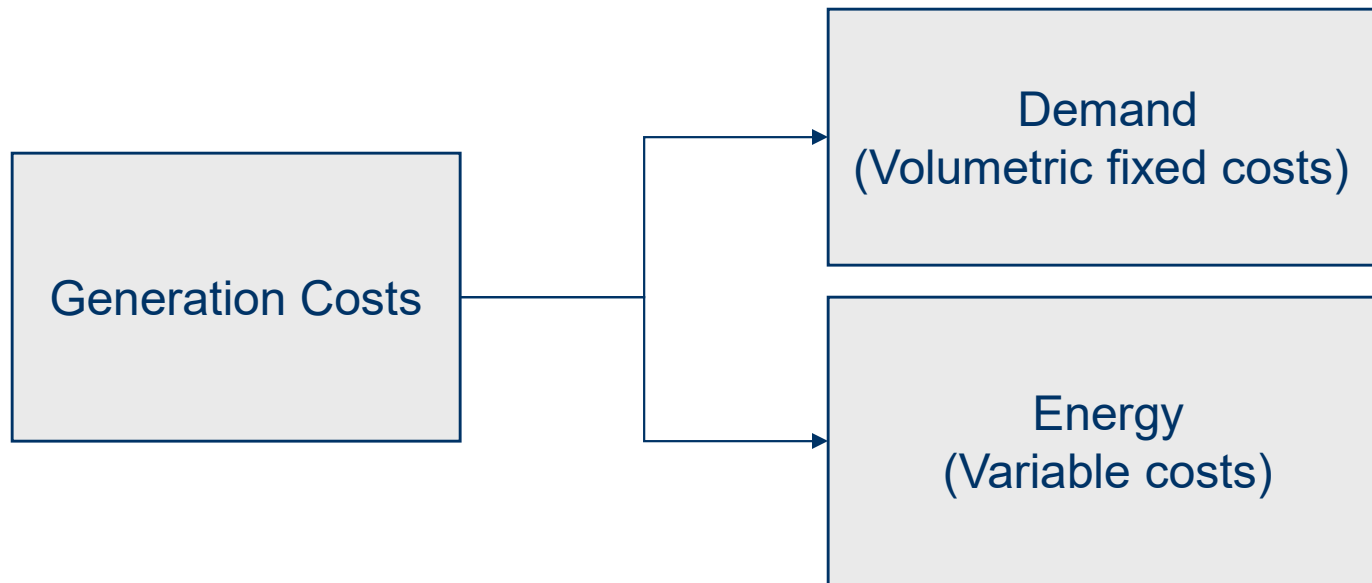 Generation Costs
Demand
(Volumetric fixed costs)
Energy
(Variable costs)